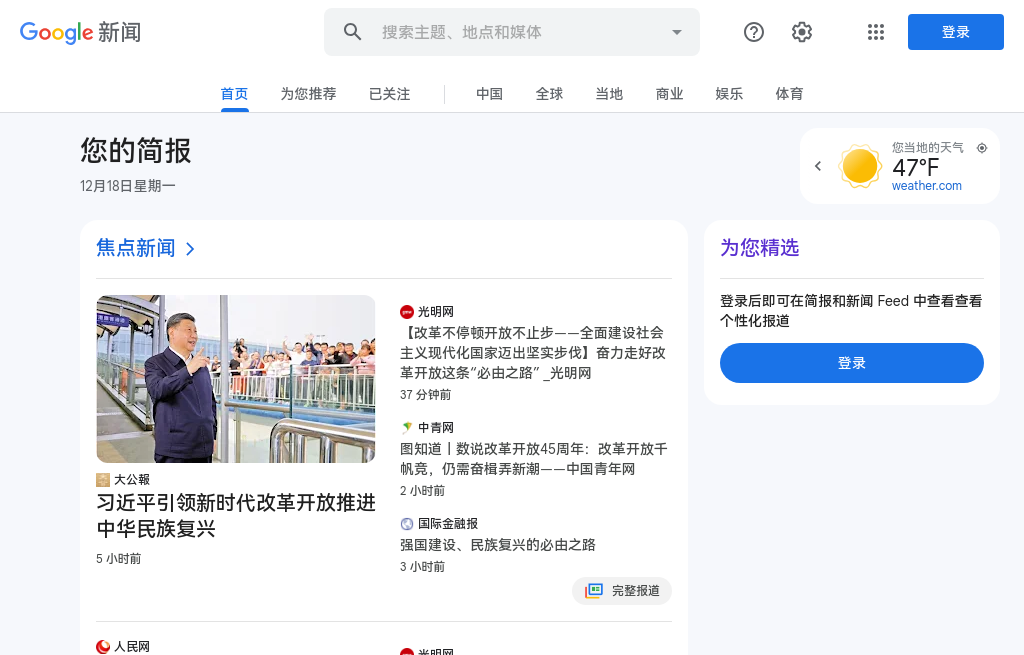 Google 新闻
搜索主题、地点和媒体
登录
首页
为您推荐
已关注
中国
全球
当地
商业
娱乐
体育
您的简报
12月18日星期一
您当地的天气
47°F
weather.com
焦点新闻
大公報
习近平引领新时代改革开放推进
中华民族复兴
5 小时前
光明网
【改革不停顿开放不止步——全面建设社会
主义现代化国家迈出坚实步伐】奋力走好改
革开放这条“必由之路” _光明网
37 分钟前
中青网
图知道丨数说改革开放45周年：改革开放千
帆竞，仍需奋楫弄新潮——中国青年网
2 小时前
国际金融报
强国建设、民族复兴的必由之路
3 小时前
完整报道
人民网
光明网
为您精选
登录后即可在简报和新闻 Feed 中查看查看
个性化报道
登录